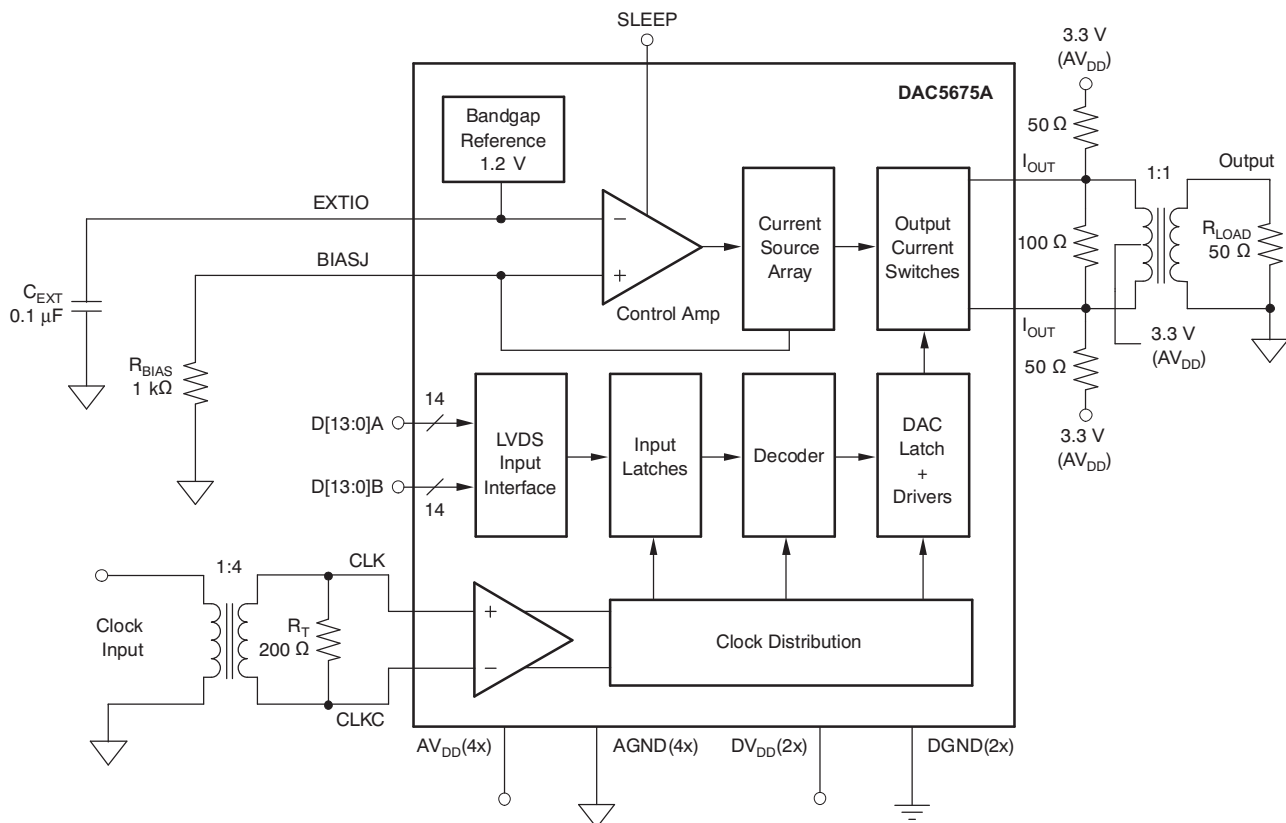 SLEEP
DAC5675A
Bandgap
Reference
1.2 V
EXTIO
BIASJ
C_EXT
0.1 μF
R_BIAS
1 kΩ
−
+
Control Amp
Current
Source
Array
Output
Current
Switches
3.3 V
(AV_DD)
50 Ω
I_OUT
1:1
Output
100 Ω
R_LOAD
50 Ω
I_OUT
3.3 V
(AV_DD)
50 Ω
3.3 V
(AV_DD)
D[13:0]A
14
D[13:0]B
14
LVDS
Input
Interface
Input
Latches
Decoder
DAC
Latch
+
Drivers
1:4
CLK
Clock
Input
R_T
200 Ω
CLKC
+
−
Clock Distribution
AV_DD(4x)
AGND(4x)
DV_DD(2x)
DGND(2x)